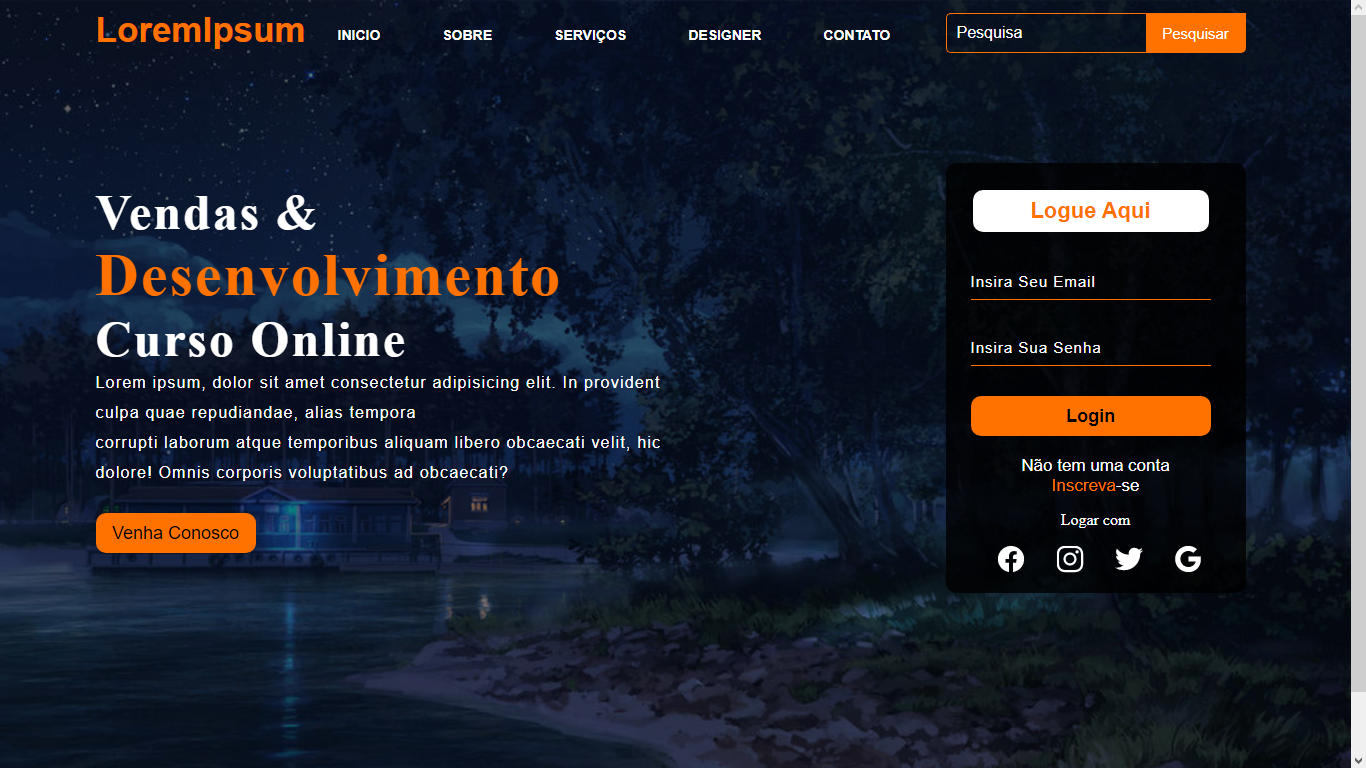 LoremIpsum
INICIO
SOBRE
SERVIÇOS
DESIGNER
CONTATO
Pesquisa
Pesquisar
Vendas &
Desenvolvimento
Curso Online
Lorem ipsum, dolor sit amet consectetur adipisicing elit. In provident
culpa quae repudiandae, alias tempora
corrupti laborum atque temporibus aliquam libero obcaecati velit, hic
dolore! Omnis corporis voluptatibus ad obcaecati?
Venha Conosco
Logue Aqui
Insira Seu Email
Insira Sua Senha
Login
Não tem uma conta
Inscreva-se
Logar com